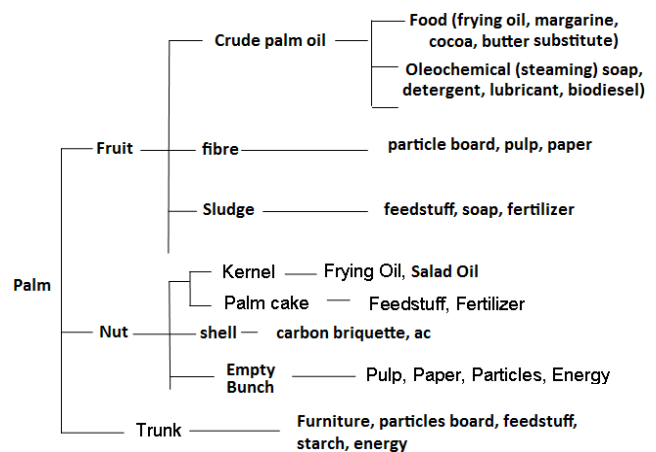 Food (frying oil, margarine,
cocoa, butter substitute)
Crude palm oil
Oleochemical (steaming) soap,
detergent, lubricant, biodiesel)
Fruit
fibre
particle board, pulp, paper
Sludge
feedstuff, soap, fertilizer
Palm
Kernel
Frying Oil, Salad Oil
Palm cake
Feedstuff, Fertilizer
Nut
shell
carbon briquette, ac
Empty
Bunch
Pulp, Paper, Particles, Energy
Trunk
Furniture, particles board, feedstuff,
starch, energy